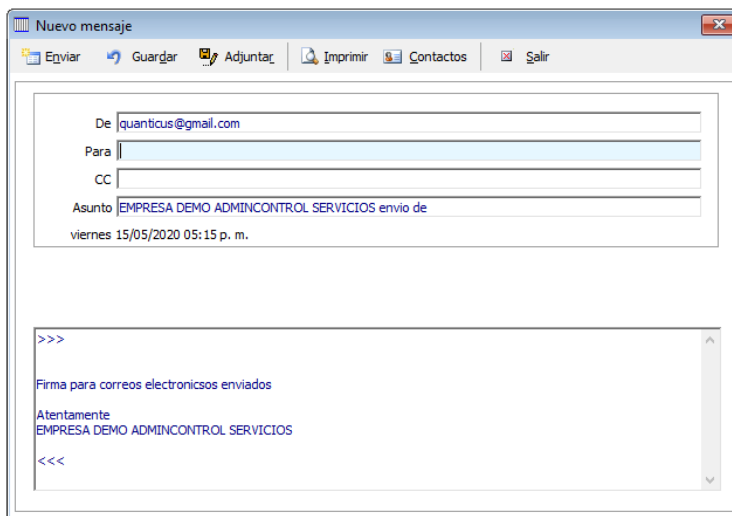 Nuevo mensaje
Enviar Guardar Adjuntar Imprimir Contactos Salir
De quanticus@gmail.com
Para
CC
Asunto EMPRESA DEMO ADMINCONTROL SERVICIOS envio de
viernes 15/05/2020 05:15 p. m.
>>>
Firma para correos electronicsos enviados
Atentamente
EMPRESA DEMO ADMINCONTROL SERVICIOS
<<<